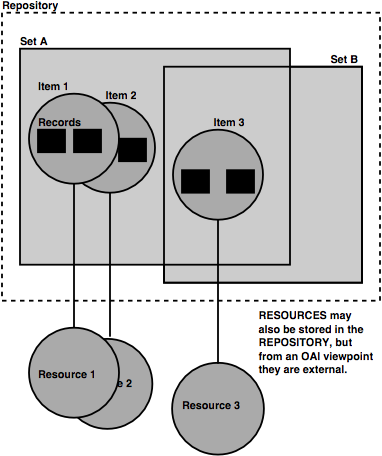 Repository
Set A
Set B
Item 1
Item 2
Item 3
Records
RESOURCES may
also be stored in the
REPOSITORY, but
from an OAI viewpoint
they are external.
Resource 1
e 2
Resource 3